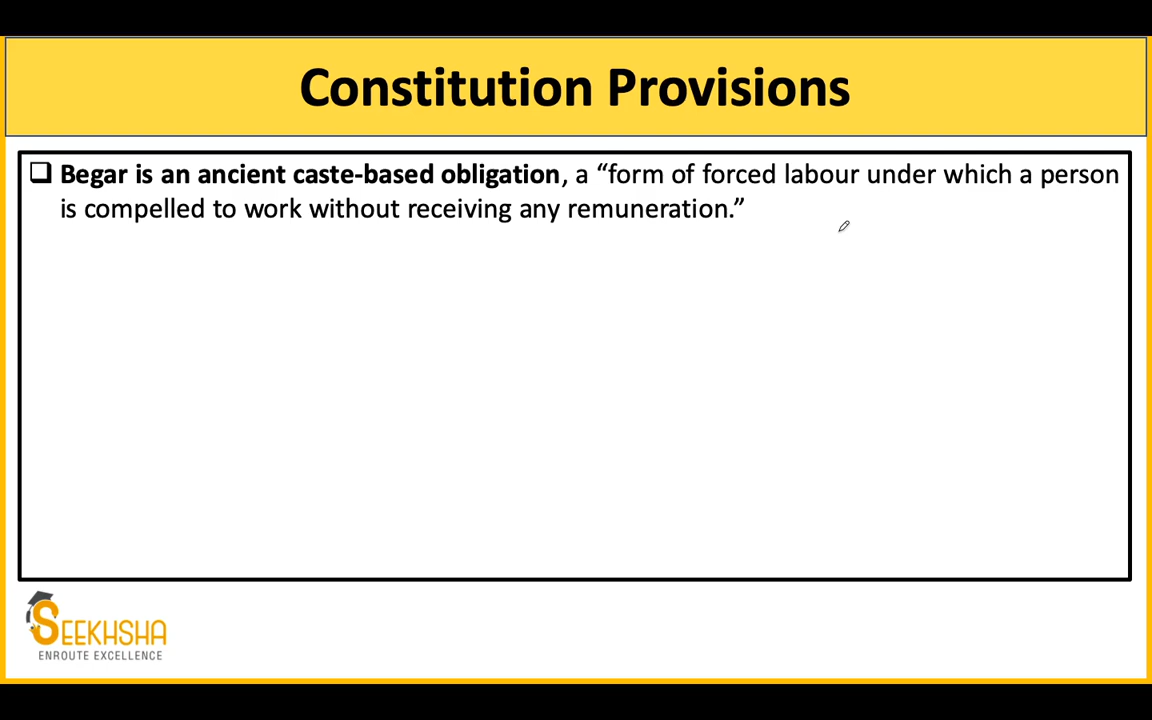 Constitution Provisions
❑ Begar is an ancient caste-based obligation, a “form of forced labour under which a person
is compelled to work without receiving any remuneration.”
SEEKHSHA
ENROUTE EXCELLENCE